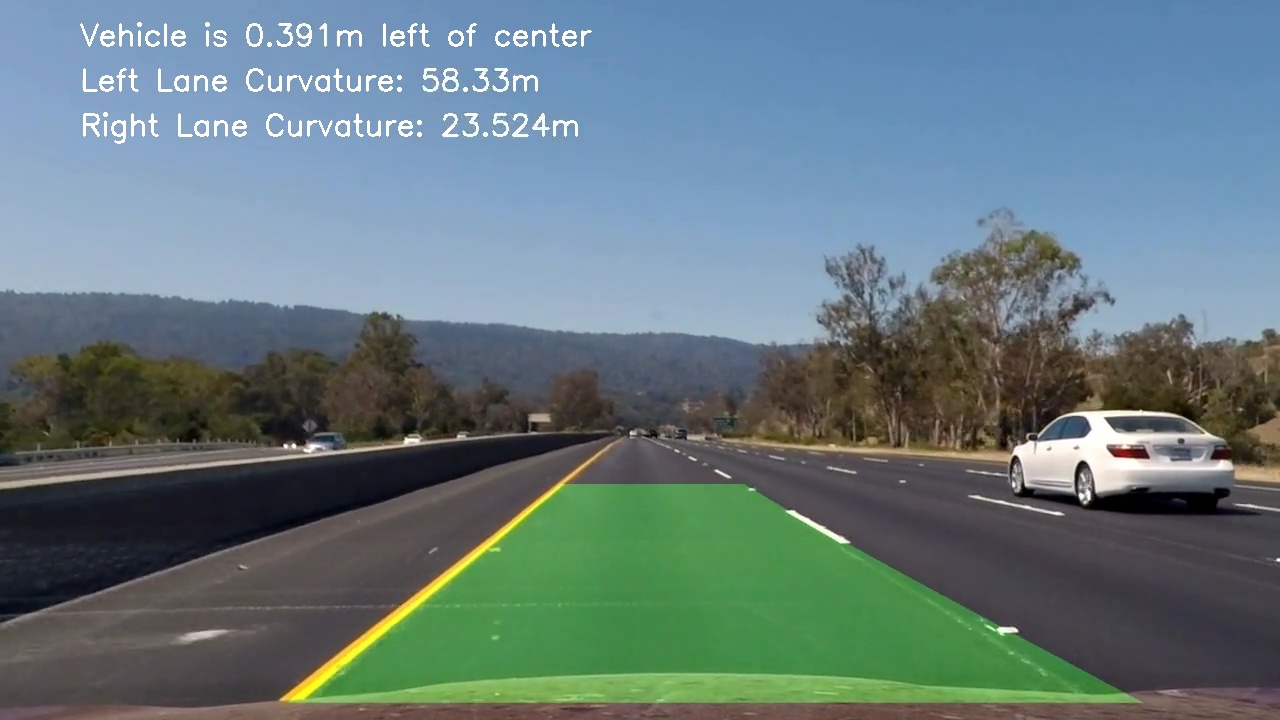 Vehicle is 0.391m left of center
Left Lane Curvature: 58.33m
Right Lane Curvature: 23.524m